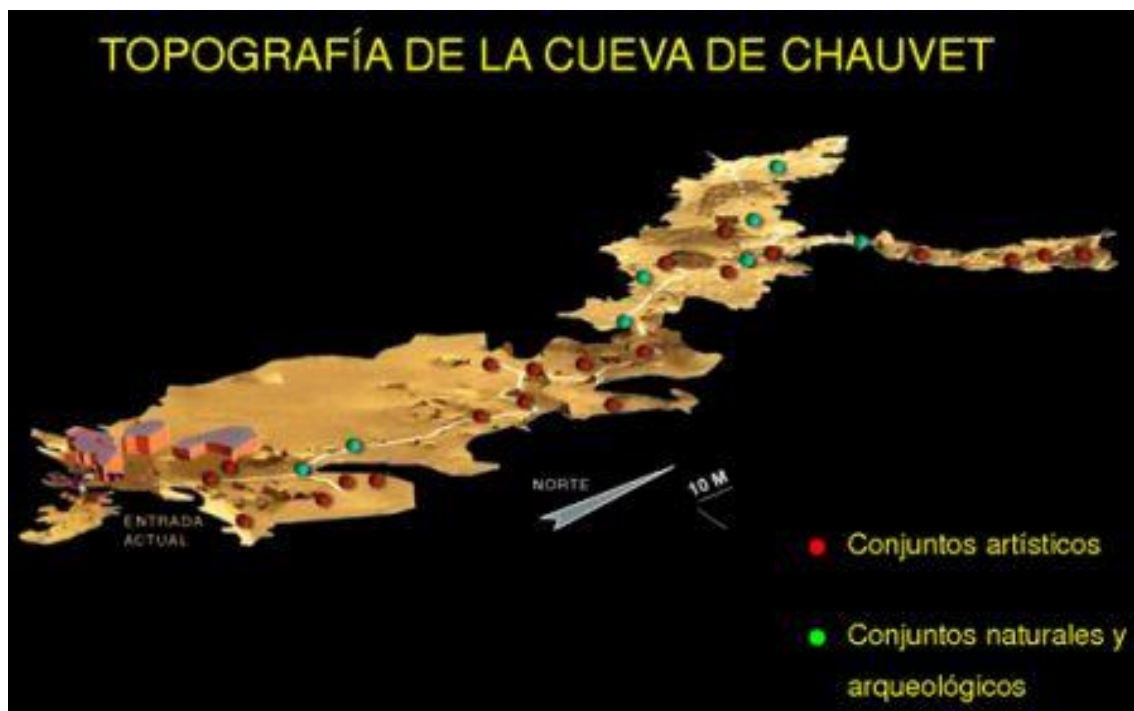 TOPOGRAFÍA DE LA CUEVA DE CHAUVET
NORTE
10 M
ENTRADA
ACTUAL
Conjuntos artísticos
Conjuntos naturales y
arqueológicos